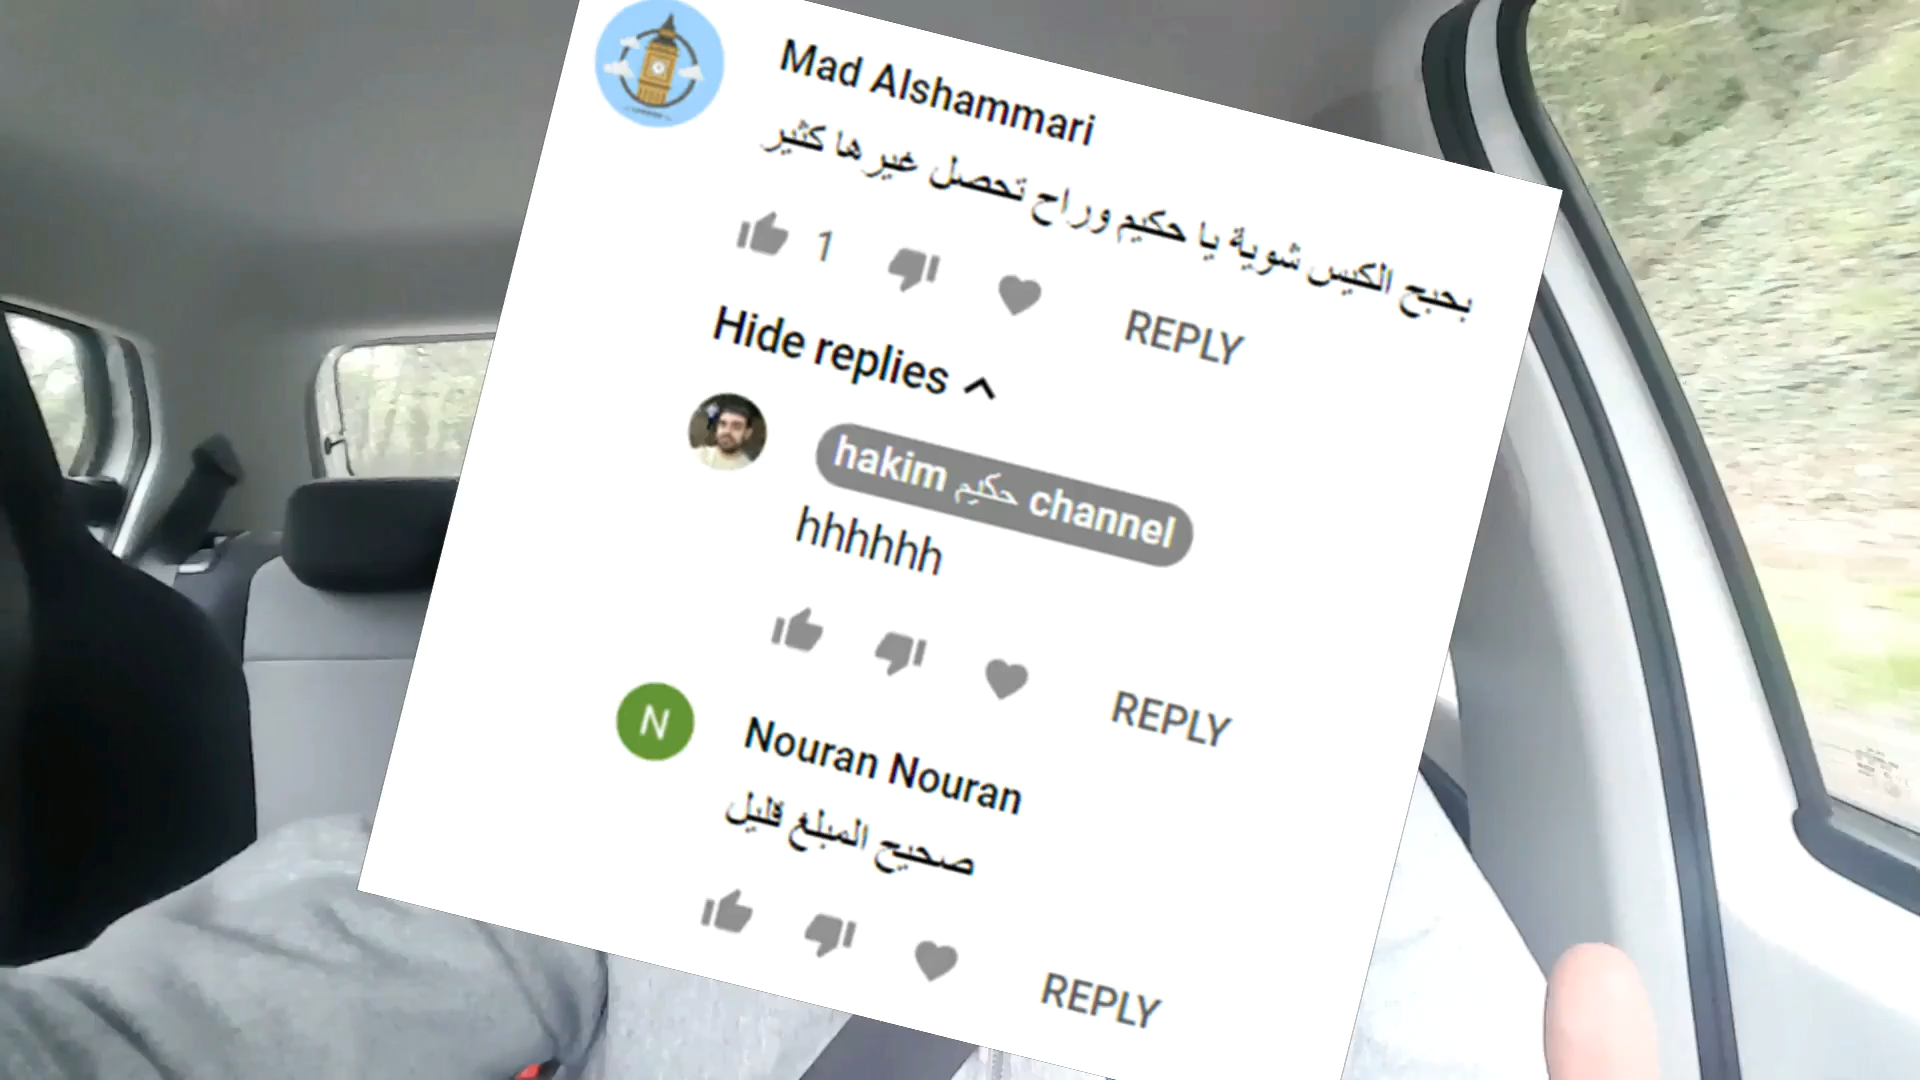 Mad Alshammari
بحبح الكيس شوية يا حكيم وراح تحصل غيرها كثير
1
REPLY
Hide replies
hakim حكيم channel
hhhhhh
REPLY
N
Nouran Nouran
صحيح المبلغ قليل
REPLY